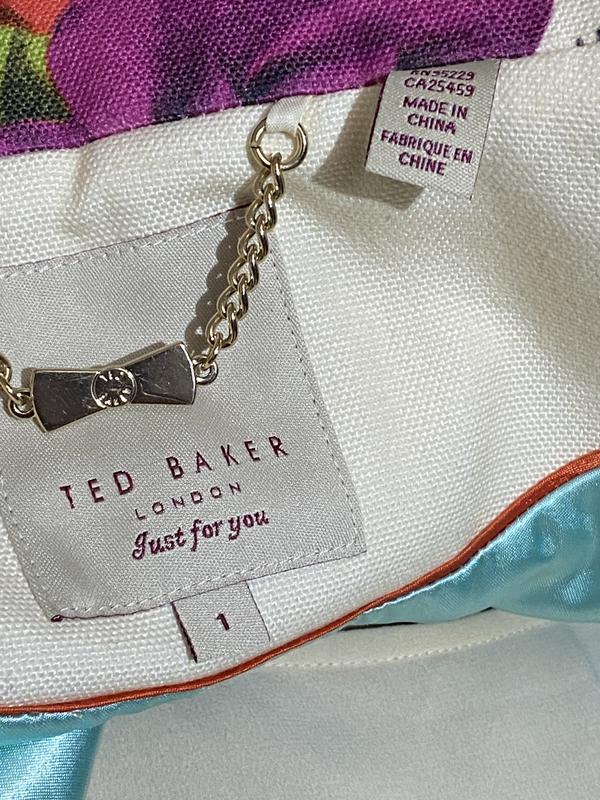 CA25459
MADE IN
CHINA
FABRIQUE EN
CHINE
TED BAKER
LONDON
Just for you
1